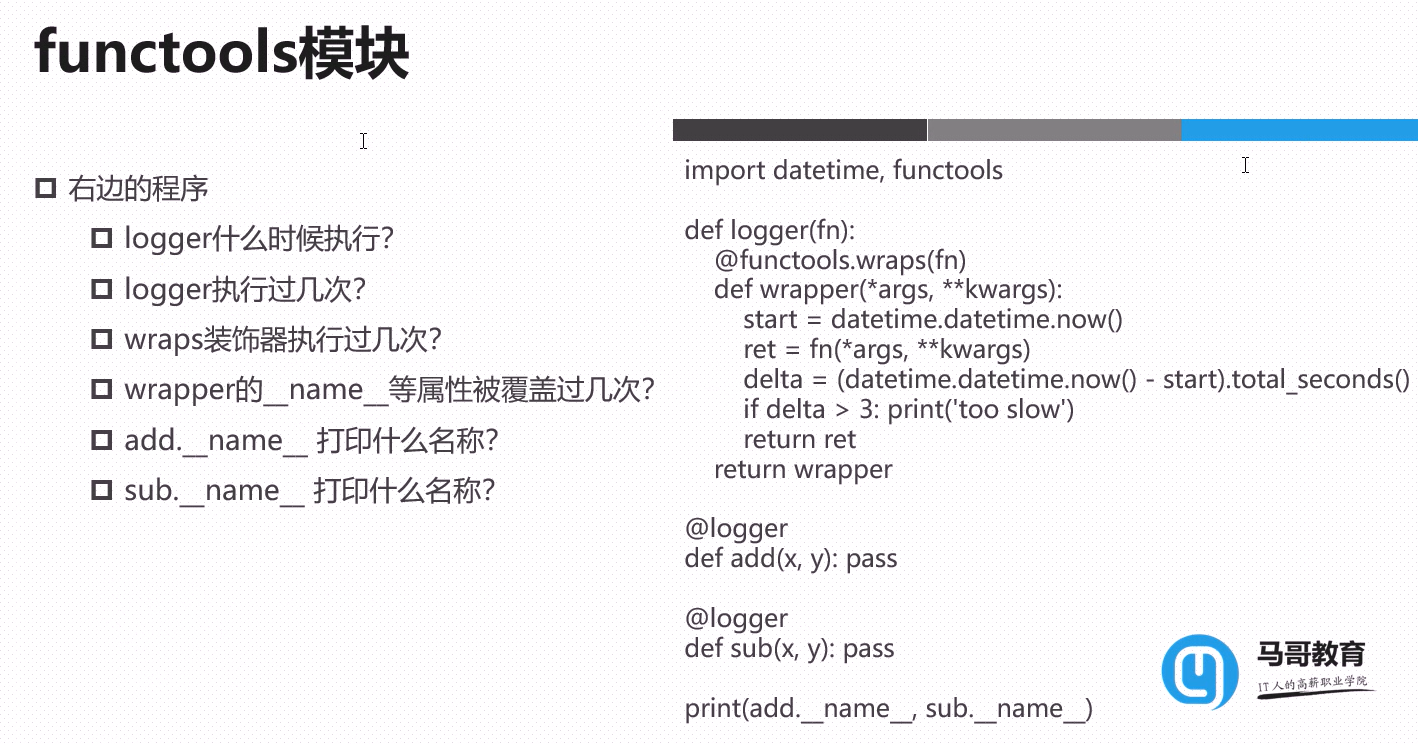 functools模块
右边的程序
logger什么时候执行？
logger执行过几次？
wraps装饰器执行过几次？
wrapper的__name__等属性被覆盖过几次？
add.__name__ 打印什么名称？
sub.__name__ 打印什么名称？
import datetime, functools
def logger(fn):
    @functools.wraps(fn)
    def wrapper(*args, **kwargs):
        start = datetime.datetime.now()
        ret = fn(*args, **kwargs)
        delta = (datetime.datetime.now() - start).total_seconds()
        if delta > 3: print('too slow')
        return ret
    return wrapper
@logger
def add(x, y): pass
@logger
def sub(x, y): pass
print(add.__name__, sub.__name__)
马哥教育
IT人的高薪职业学院